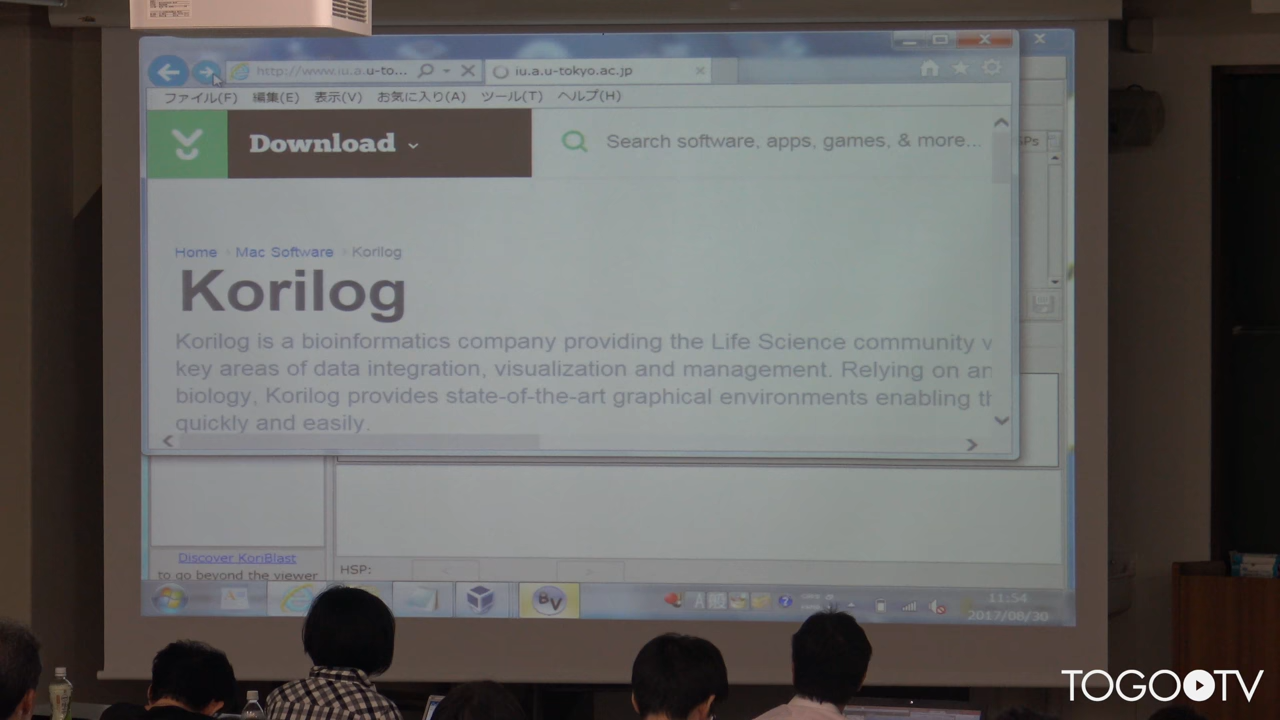 http://www.iu.a.u-to...
iu.a.u-tokyo.ac.jp
ファイル(F) 編集(E) 表示(V) お気に入り(A) ツール(T) ヘルプ(H)
Download
Search software, apps, games, & more...
Home › Mac Software › Korilog
Korilog
Korilog is a bioinformatics company providing the Life Science community
key areas of data integration, visualization and management. Relying on an
biology, Korilog provides state-of-the-art graphical environments enabling th
quickly and easily.
Discover KoriBlast
to go beyond the viewer
HSP:
BV
11:54
2017/08/30
TOGOTV